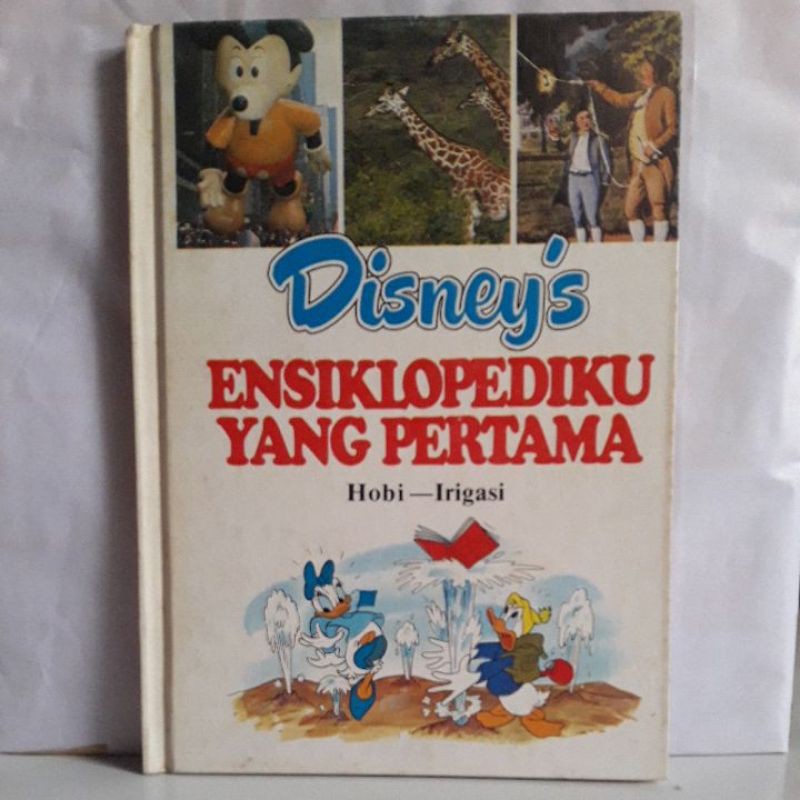 Disney's
ENSIKLOPEDIKU
YANG PERTAMA
Hobi — Irigasi